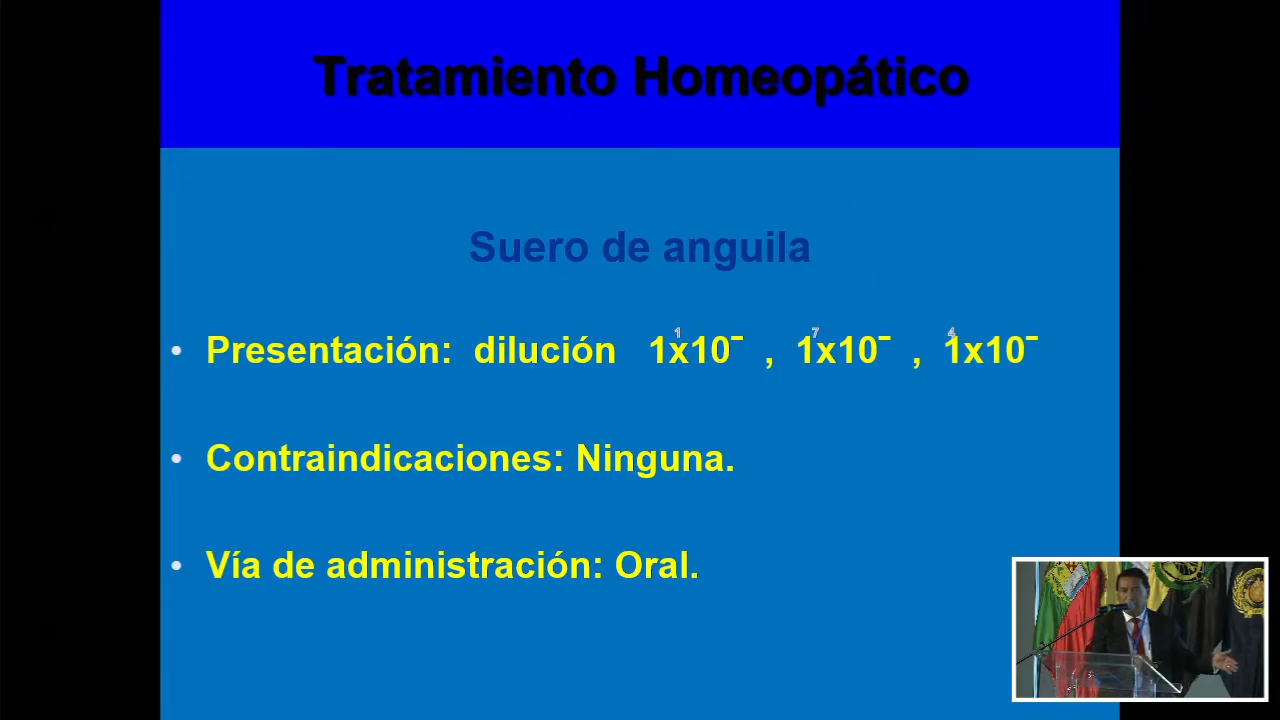 Tratamiento Homeopático
Suero de anguila
• Presentación: dilución 1x10⁻ , 1x10⁻ , 1x10⁻
1 7 4
• Contraindicaciones: Ninguna.
• Vía de administración: Oral.